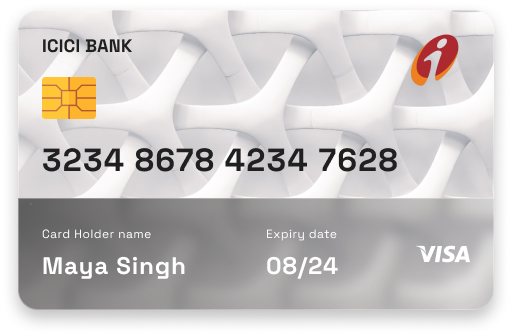 ICICI BANK
i
3234 8678 4234 7628
Card Holder name
Expiry date
Maya Singh
08/24
VISA